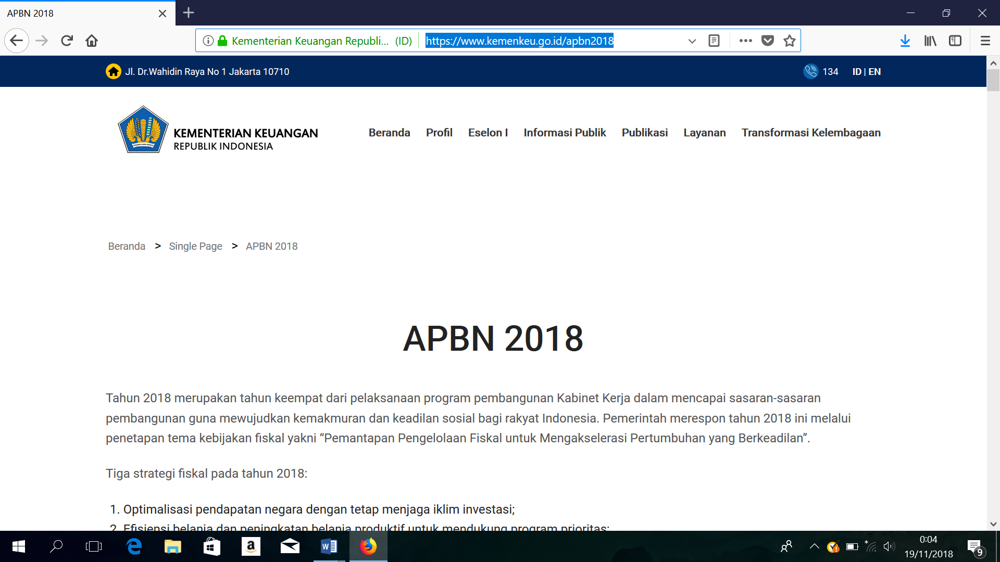 APBN 2018
Kementerian Keuangan Republi... (ID)
https://www.kemenkeu.go.id/apbn2018
Jl. Dr.Wahidin Raya No 1 Jakarta 10710
134
ID | EN
KEMENTERIAN KEUANGAN
REPUBLIK INDONESIA
Beranda Profil Eselon I Informasi Publik Publikasi Layanan Transformasi Kelembagaan
Beranda > Single Page > APBN 2018
APBN 2018
Tahun 2018 merupakan tahun keempat dari pelaksanaan program pembangunan Kabinet Kerja dalam mencapai sasaran-sasaran
pembangunan guna mewujudkan kemakmuran dan keadilan sosial bagi rakyat Indonesia. Pemerintah merespon tahun 2018 ini melalui
penetapan tema kebijakan fiskal yakni “Pemantapan Pengelolaan Fiskal untuk Mengakselerasi Pertumbuhan yang Berkeadilan”.
Tiga strategi fiskal pada tahun 2018:
1. Optimalisasi pendapatan negara dengan tetap menjaga iklim investasi;
2. Efisiensi belanja dan peningkatan belanja produktif untuk mendukung program prioritas;
0:04
19/11/2018
9